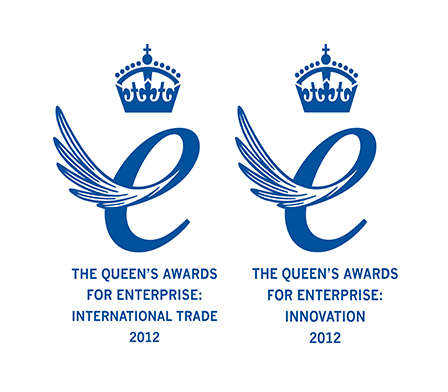 THE QUEEN'S AWARDS
FOR ENTERPRISE:
INTERNATIONAL TRADE
2012
THE QUEEN'S AWARDS
FOR ENTERPRISE:
INNOVATION
2012